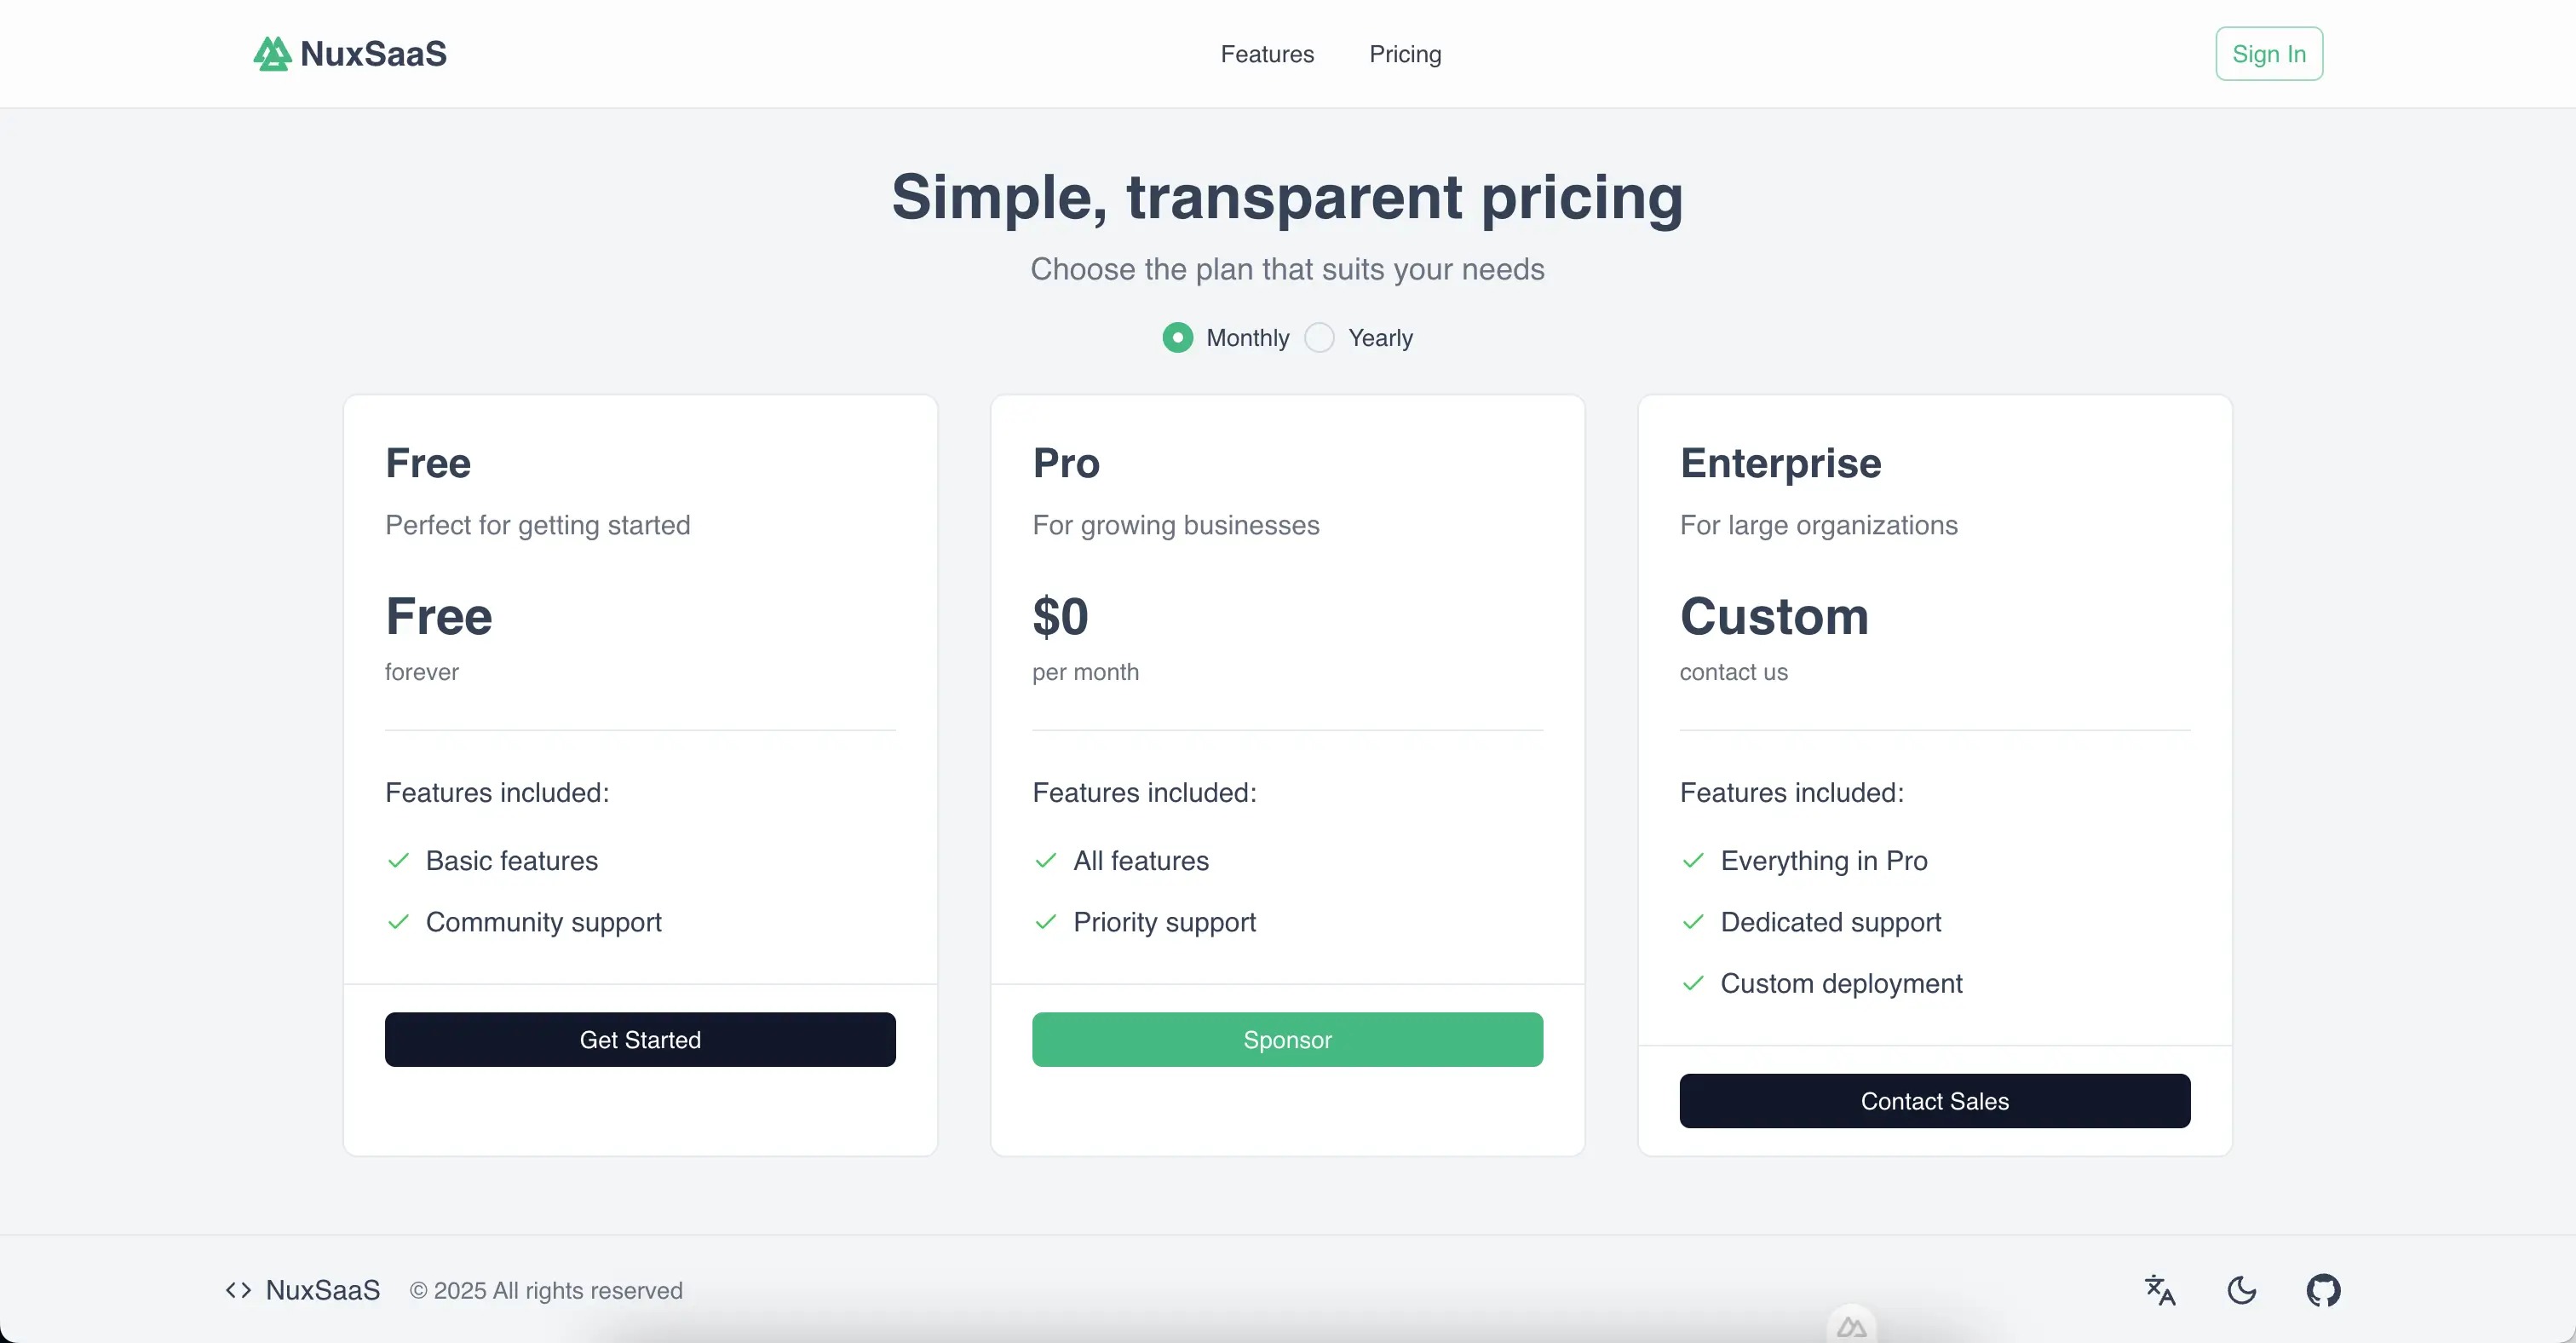 NuxSaaS
Features
Pricing
Sign In
Simple, transparent pricing
Choose the plan that suits your needs
Monthly
Yearly
Free
Perfect for getting started
Free
forever
Features included:
Basic features
Community support
Get Started
Pro
For growing businesses
$0
per month
Features included:
All features
Priority support
Sponsor
Enterprise
For large organizations
Custom
contact us
Features included:
Everything in Pro
Dedicated support
Custom deployment
Contact Sales
NuxSaaS
© 2025 All rights reserved